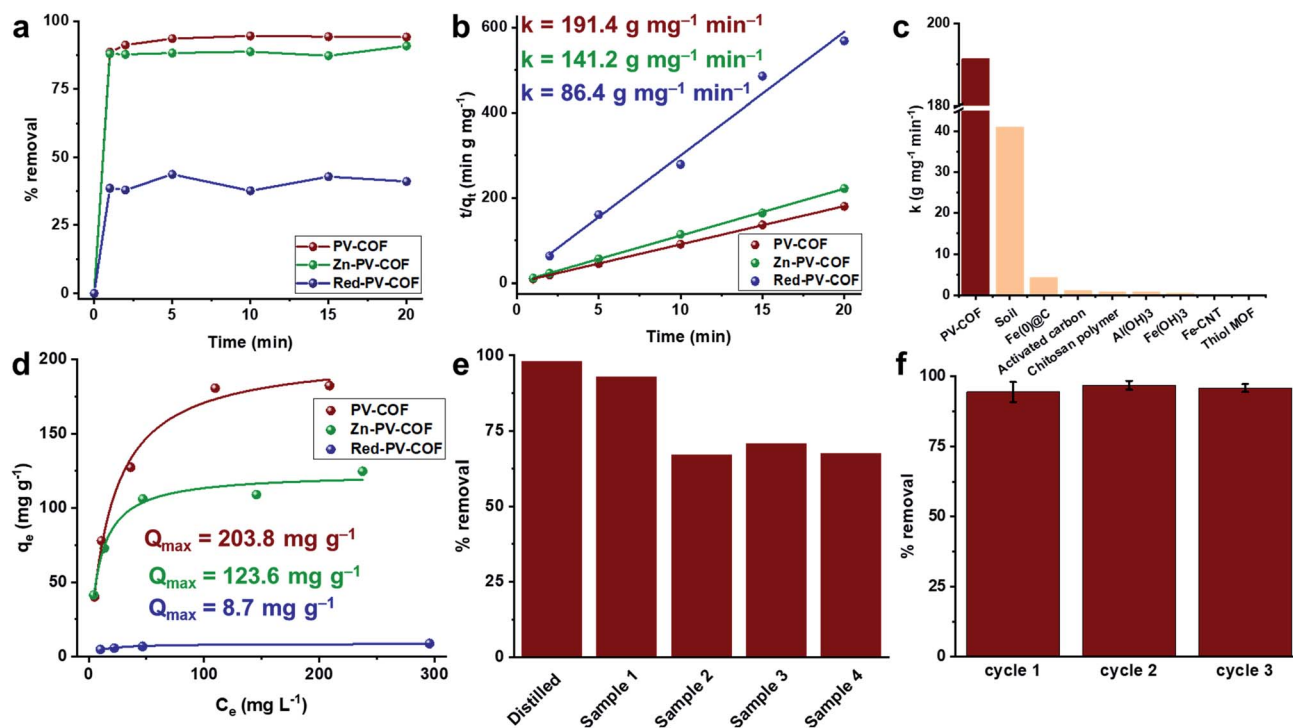 a
% removal
100
75
50
25
0
PV-COF
Zn-PV-COF
Red-PV-COF
0
5
10
15
20
Time (min)
b
k = 191.4 g mg⁻¹ min⁻¹
k = 141.2 g mg⁻¹ min⁻¹
k = 86.4 g mg⁻¹ min⁻¹
t/qₜ (min g mg⁻¹)
600
400
200
0
PV-COF
Zn-PV-COF
Red-PV-COF
0
5
10
15
20
Time (min)
c
k (g mg⁻¹ min⁻¹)
200
180
40
30
20
10
0
PV-COF
Soil
Fe(0)@C
Activated carbon
Chitosan polymer
Al(OH)3
Fe(OH)3
Fe-CNT
Thiol MOF
d
qₑ (mg g⁻¹)
200
150
100
50
0
PV-COF
Zn-PV-COF
Red-PV-COF
Qmax = 203.8 mg g⁻¹
Qmax = 123.6 mg g⁻¹
Qmax = 8.7 mg g⁻¹
0
100
200
300
Cₑ (mg L⁻¹)
e
% removal
100
75
50
25
0
Distilled
Sample 1
Sample 2
Sample 3
Sample 4
f
% removal
100
75
50
25
0
cycle 1
cycle 2
cycle 3